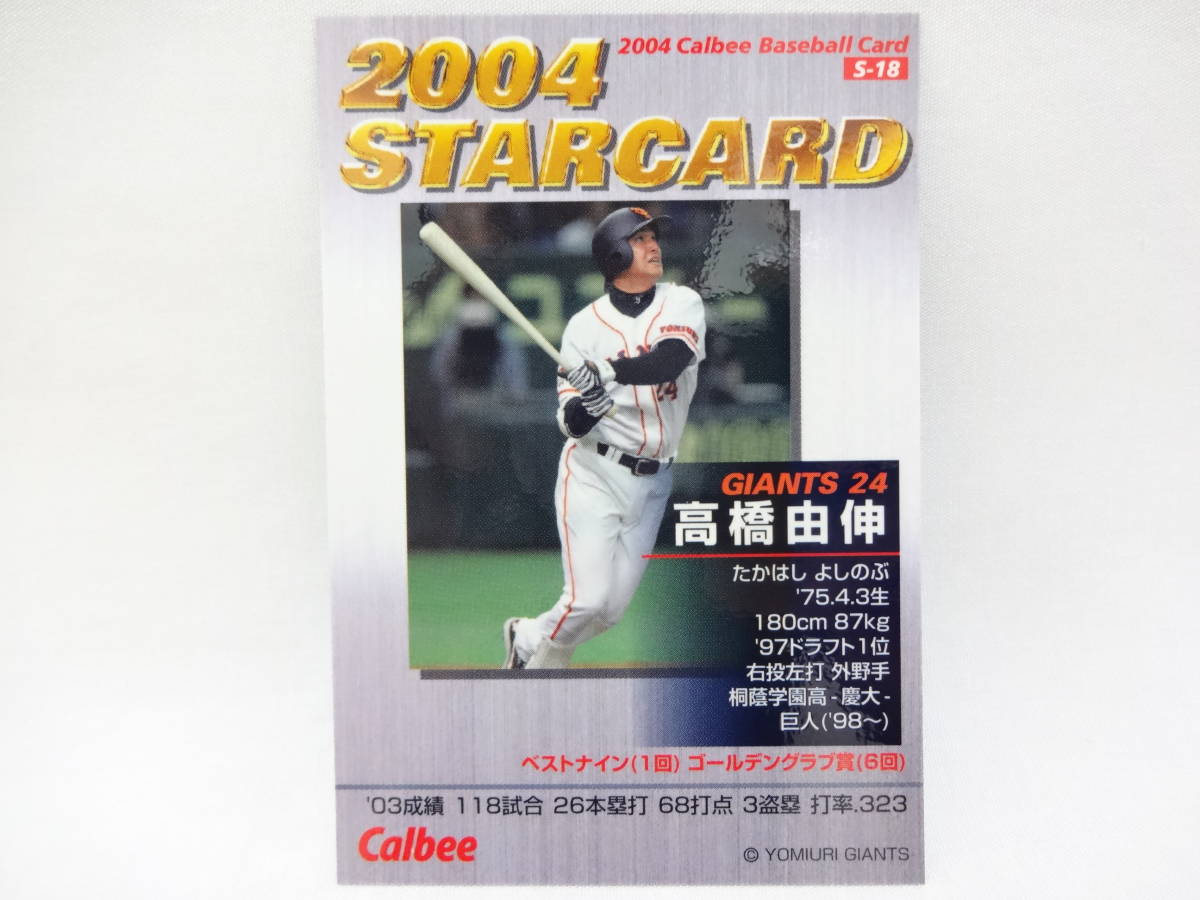 2004
2004 Calbee Baseball Card
S-18
STARCARD
YOMIURI
24
GIANTS 24
高橋由伸
たかはし よしのぶ
'75.4.3生
180cm 87kg
'97ドラフト1位
右投左打 外野手
桐蔭学園高-慶大-
巨人('98〜)
ベストナイン(1回) ゴールデングラブ賞(6回)
'03成績 118試合 26本塁打 68打点 3盗塁 打率.323
Calbee
© YOMIURI GIANTS